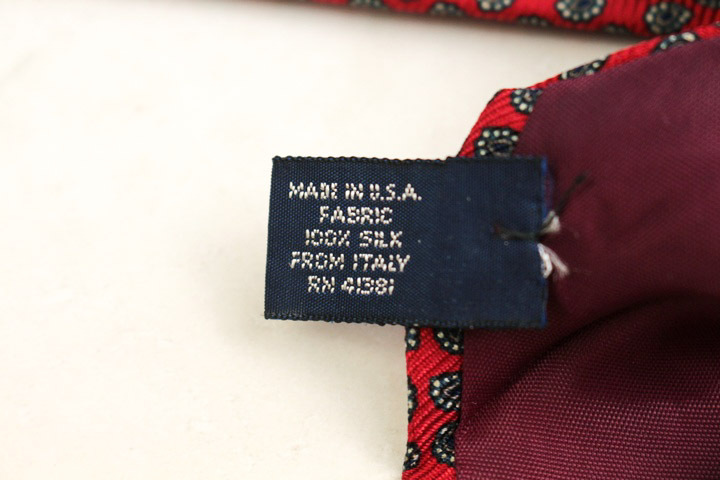 MADE IN U.S.A.
FABRIC
100% SILK
FROM ITALY
RN 41381